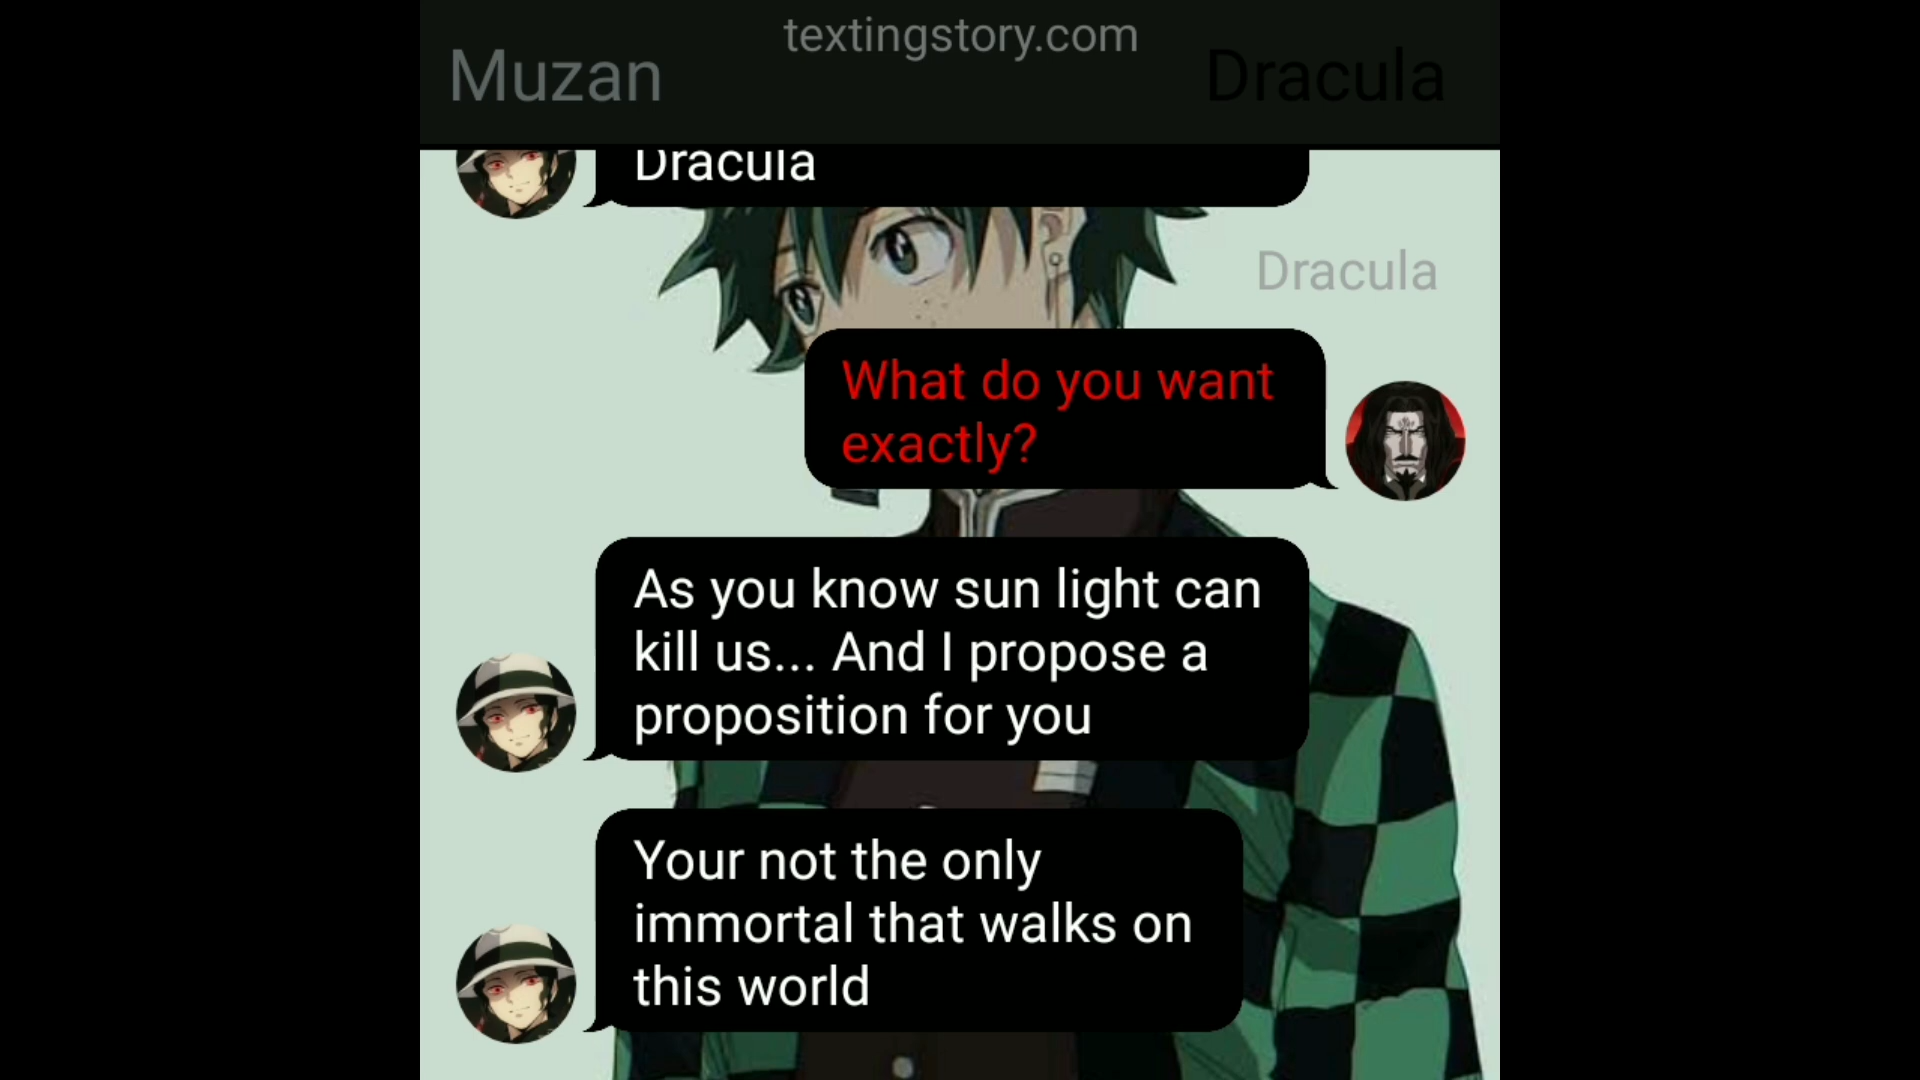 textingstory.com
Muzan
Dracula
Dracula
Dracula
What do you want
exactly?
As you know sun light can
kill us... And I propose a
proposition for you
Your not the only
immortal that walks on
this world